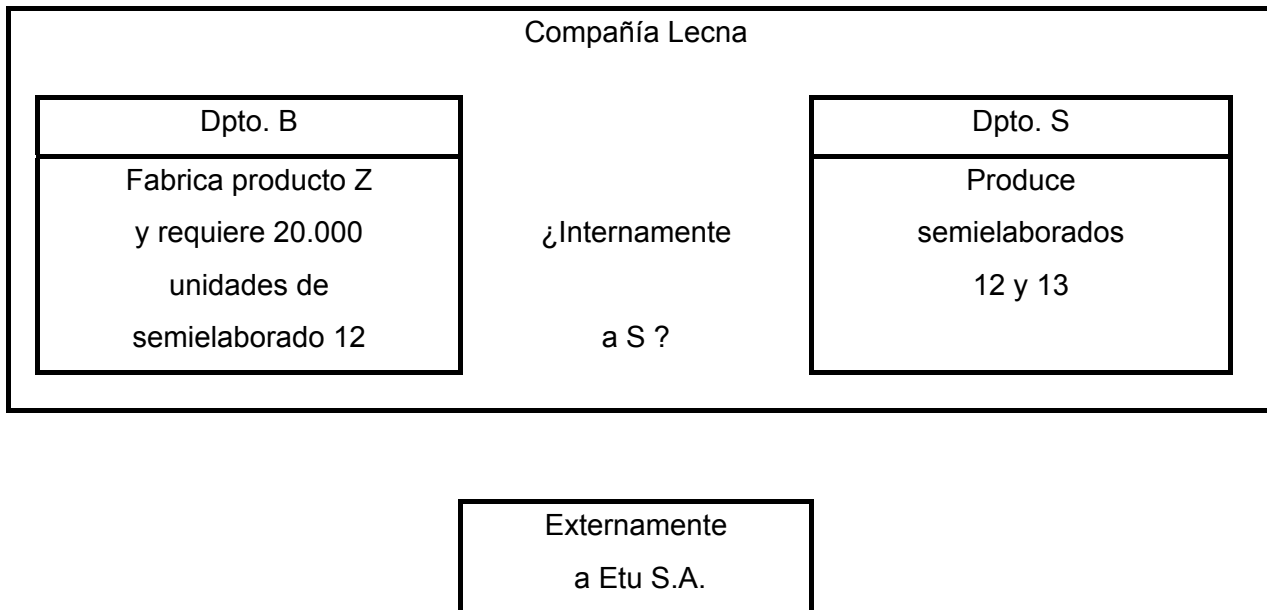 Compañía Lecna
Dpto. B
Fabrica producto Z
y requiere 20.000
unidades de
semielaborado 12
¿Internamente
a S ?
Dpto. S
Produce
semielaborados
12 y 13
Externamente
a Etu S.A.